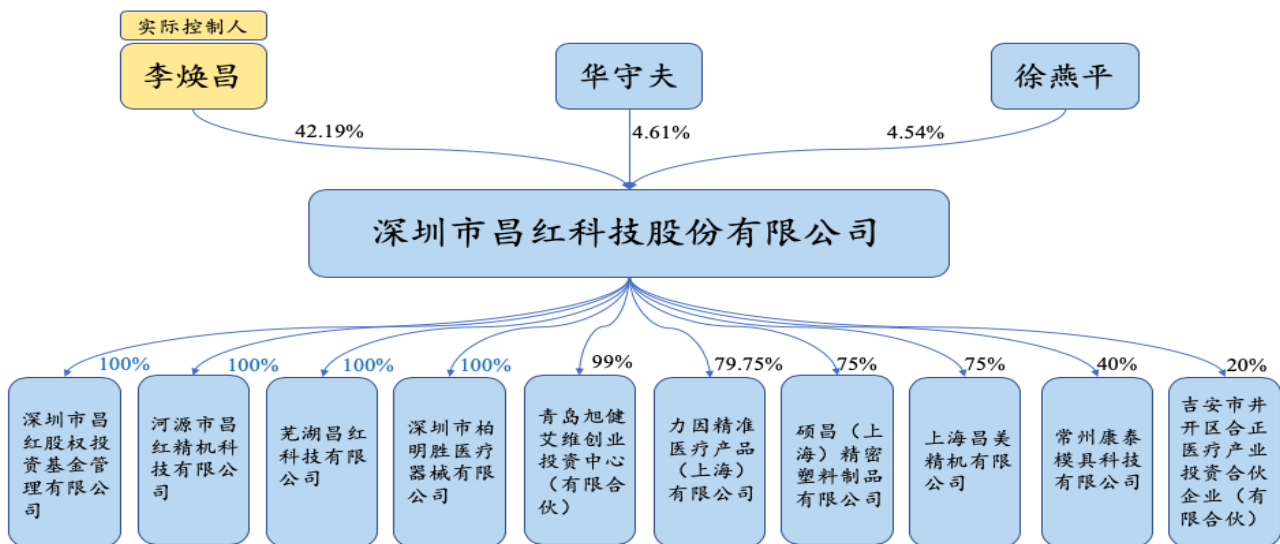 实际控制人
李焕昌
华守夫
徐燕平
42.19%
4.61%
4.54%
深圳市昌红科技股份有限公司
100%
100%
100%
100%
99%
79.75%
75%
75%
40%
20%
深圳市昌
红股权投
资基金管
理有限公
司
河源市昌
红精机科
技有限公
司
芜湖昌红
科技有限
公司
深圳市柏
明胜医疗
器械有限
公司
青岛旭健
艾维创业
投资中心
（有限合
伙）
力因精准
医疗产品
（上海）
有限公司
硕昌（上
海）精密
塑料制品
有限公司
上海昌美
精机有限
公司
常州康泰
模具科技
有限公司
吉安市井
开区合正
医疗产业
投资合伙
企业（有
限合伙）